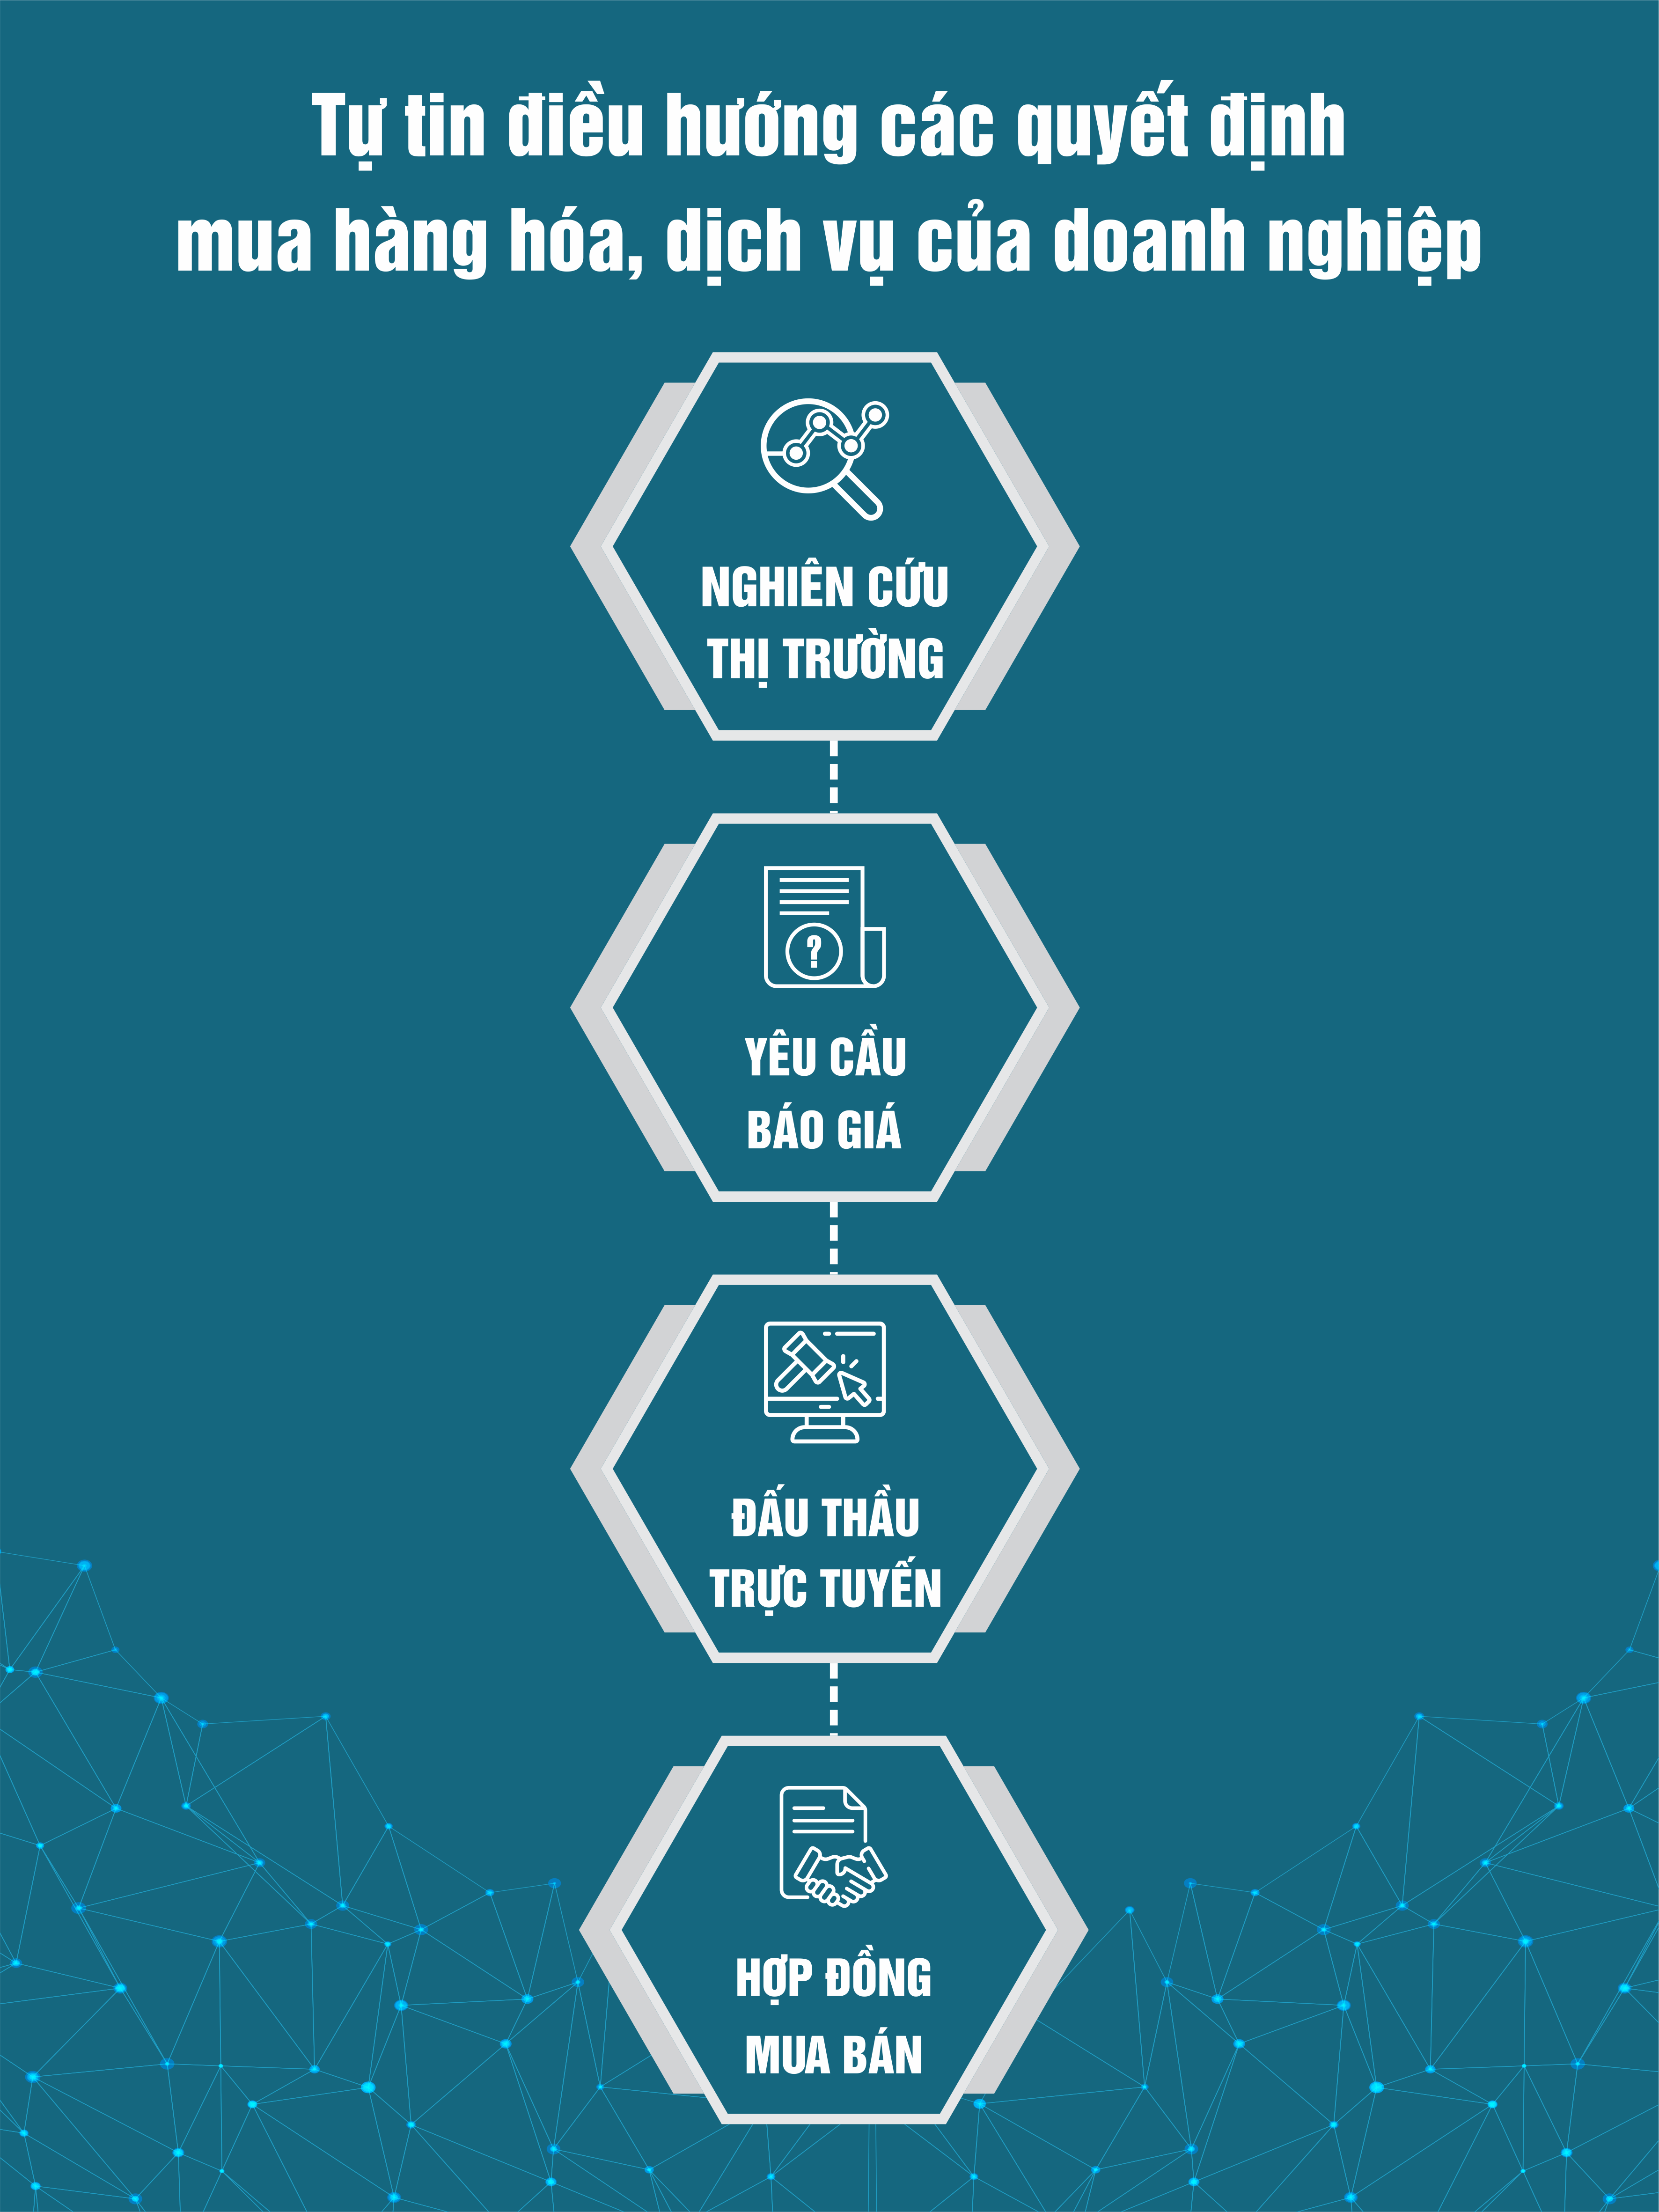 Tự tin điều hướng các quyết định
mua hàng hóa, dịch vụ của doanh nghiệp
NGHIÊN CỨU
THỊ TRƯỜNG
?
YÊU CẦU
BÁO GIÁ
ĐẤU THẦU
TRỰC TUYẾN
HỢP ĐỒNG
MUA BÁN